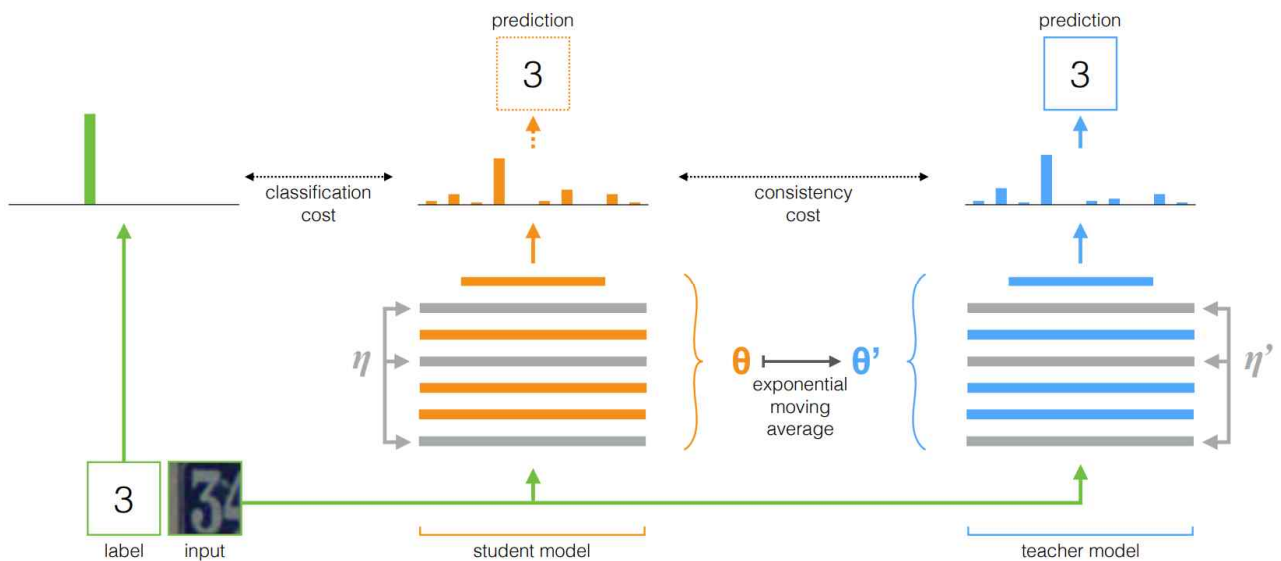 prediction
prediction
3
3
classification
cost
consistency
cost
η
θ
θ’
η’
exponential
moving
average
3
34
label
input
student model
teacher model